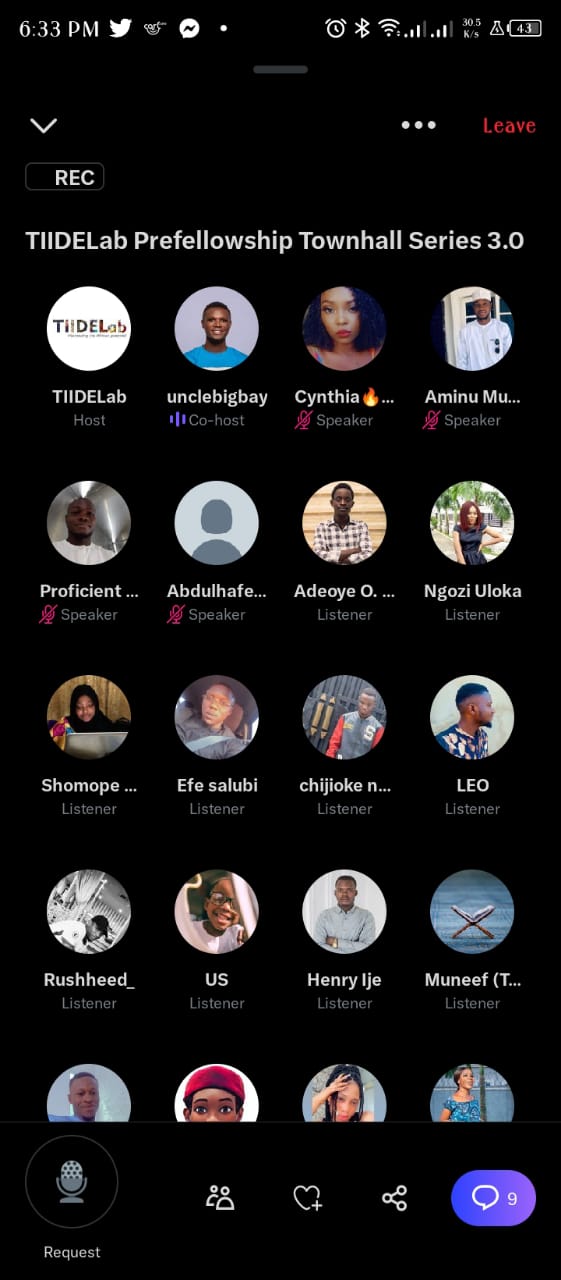 6:33 PM
30.5
K/s
43
Leave
REC
TIIDELab Prefellowship Townhall Series 3.0
TIIDELab
TIIDELab unclebigbay Cynthia🔥... Aminu Mu...
Host Co-host Speaker Speaker
Proficient ... Abdulhafe... Adeoye O. ... Ngozi Uloka
Speaker Speaker Listener Listener
Shomope ... Efe salubi chijioke n... LEO
Listener Listener Listener Listener
Rushheed_ US Henry Ije Muneef (T...
Listener Listener Listener Listener
9
Request